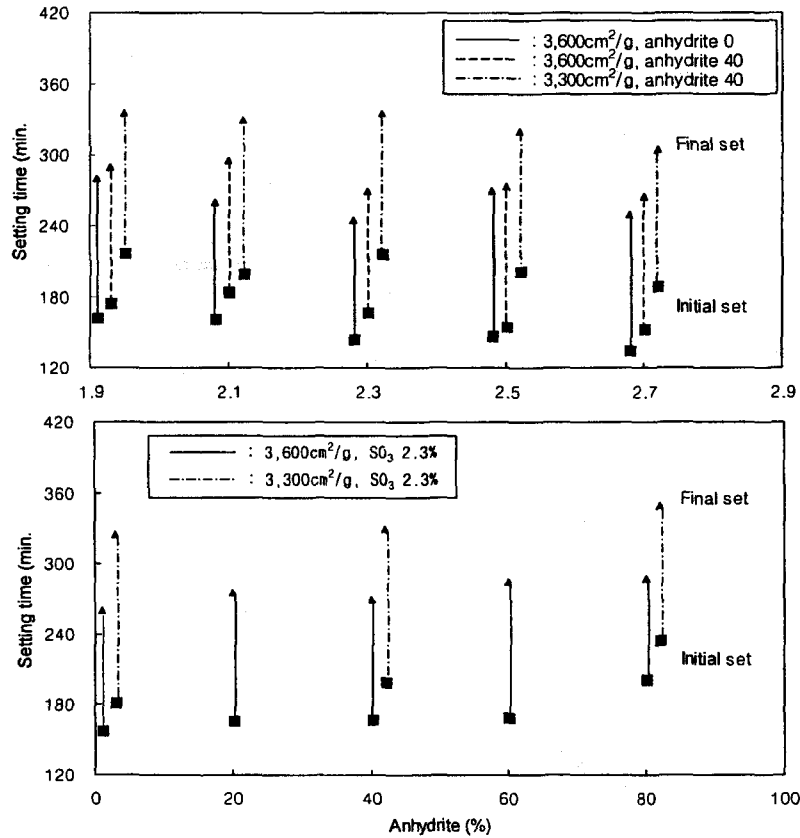 420
360
300
240
180
120
Setting time (min.
: 3,600cm²/g, anhydrite 0
: 3,600cm²/g, anhydrite 40
: 3,300cm²/g, anhydrite 40
Final set
Initial set
1.9 2.1 2.3 2.5 2.7 2.9
420
360
300
240
180
120
Setting time (min.
: 3,600cm²/g, SO₃ 2.3%
: 3,300cm²/g, SO₃ 2.3%
Final set
Initial set
0 20 40 60 80 100
Anhydrite (%)